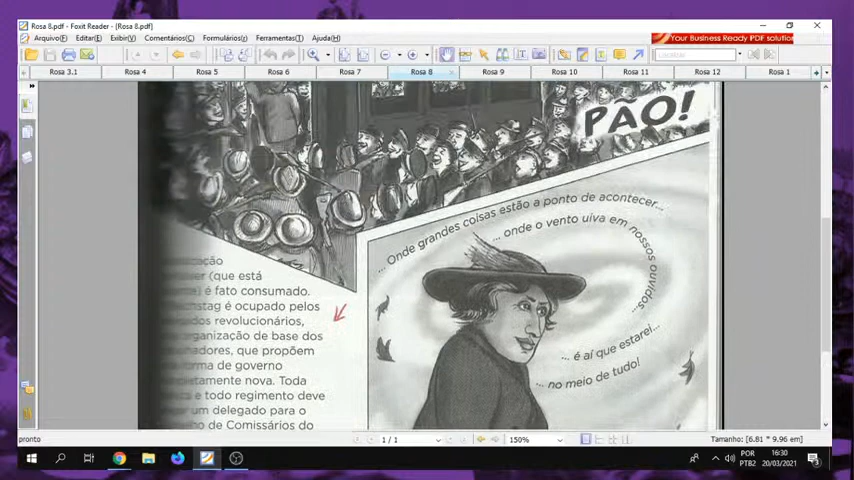 Rosa 8.pdf - Foxit Reader - [Rosa 8.pdf]
Arquivo(F) Editar(E) Exibir(V) Comentários(C) Formulários(r) Ferramentas(T) Ajuda(H)
Your Business Ready PDF solution
Localizar
Rosa 3.1 Rosa 4 Rosa 5 Rosa 6 Rosa 7 Rosa 8 Rosa 9 Rosa 10 Rosa 11 Rosa 12 Rosa 1
PÃO!
...Onde grandes coisas estão a ponto de acontecer...
... onde o vento uiva em nossos ouvidos...
... é aí que estarei...
... no meio de tudo!
(que está
é fato consumado.
é ocupado pelos
revolucionários,
organização de base dos
que propõem
forma de governo
nova. Toda
e todo regimento deve
um delegado para o
de Comissários do
pronto
1 / 1
150%
Tamanho: [6.81 * 9.96 em]
POR
PTB2
16:30
20/03/2021
3